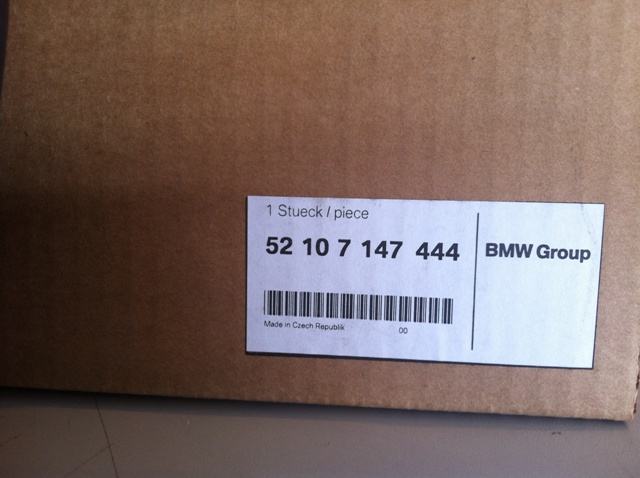 1 Stueck / piece
52 10 7 147 444
BMW Group
Made in Czech Republik 00